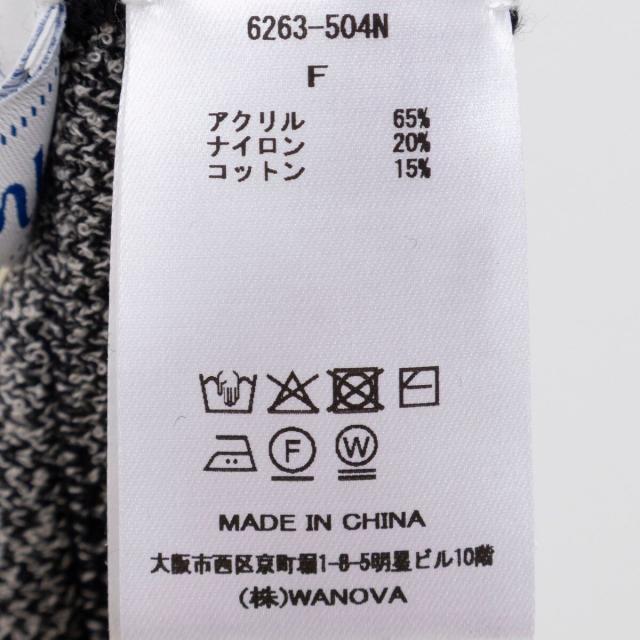 6263-504N
F
アクリル 65%
ナイロン 20%
コットン 15%
F W
MADE IN CHINA
大阪市西区京町堀1-8-5明星ビル10階
(株)WANOVA